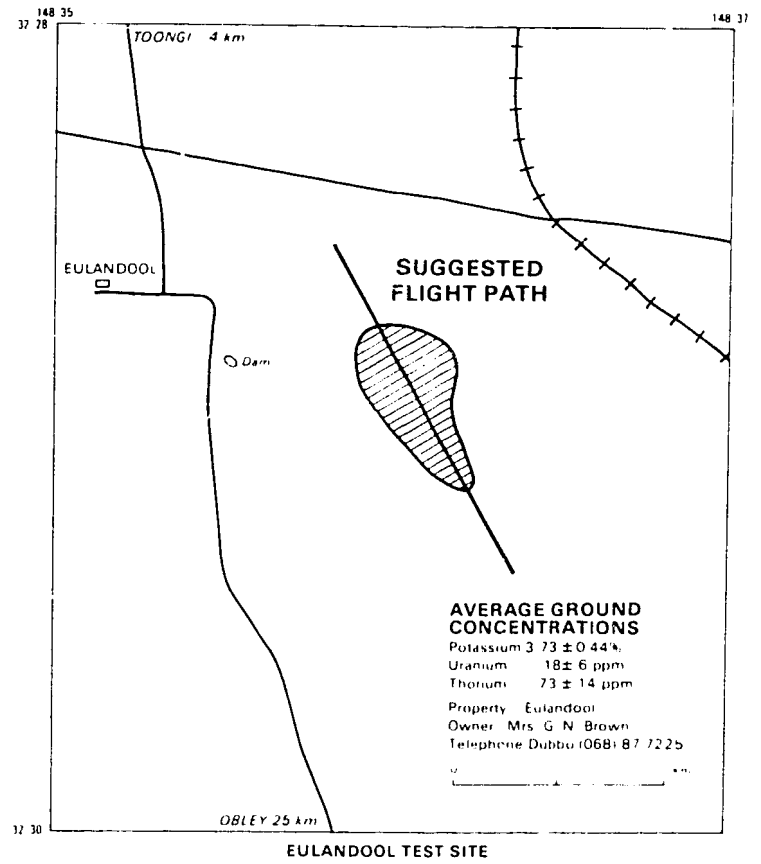 148 35
148 37
37 28
TOONGI 4 km
EULANDOOL
SUGGESTED
FLIGHT PATH
Dam
AVERAGE GROUND
CONCENTRATIONS
Potassium 3 73 ± 0 44%
Uranium 18 ± 6 ppm
Thorium 73 ± 14 ppm
Property Eulandool
Owner Mrs G N Brown
Telephone Dubbo (068) 87 7225
0
OBLEY 25 km
32 30
EULANDOOL TEST SITE